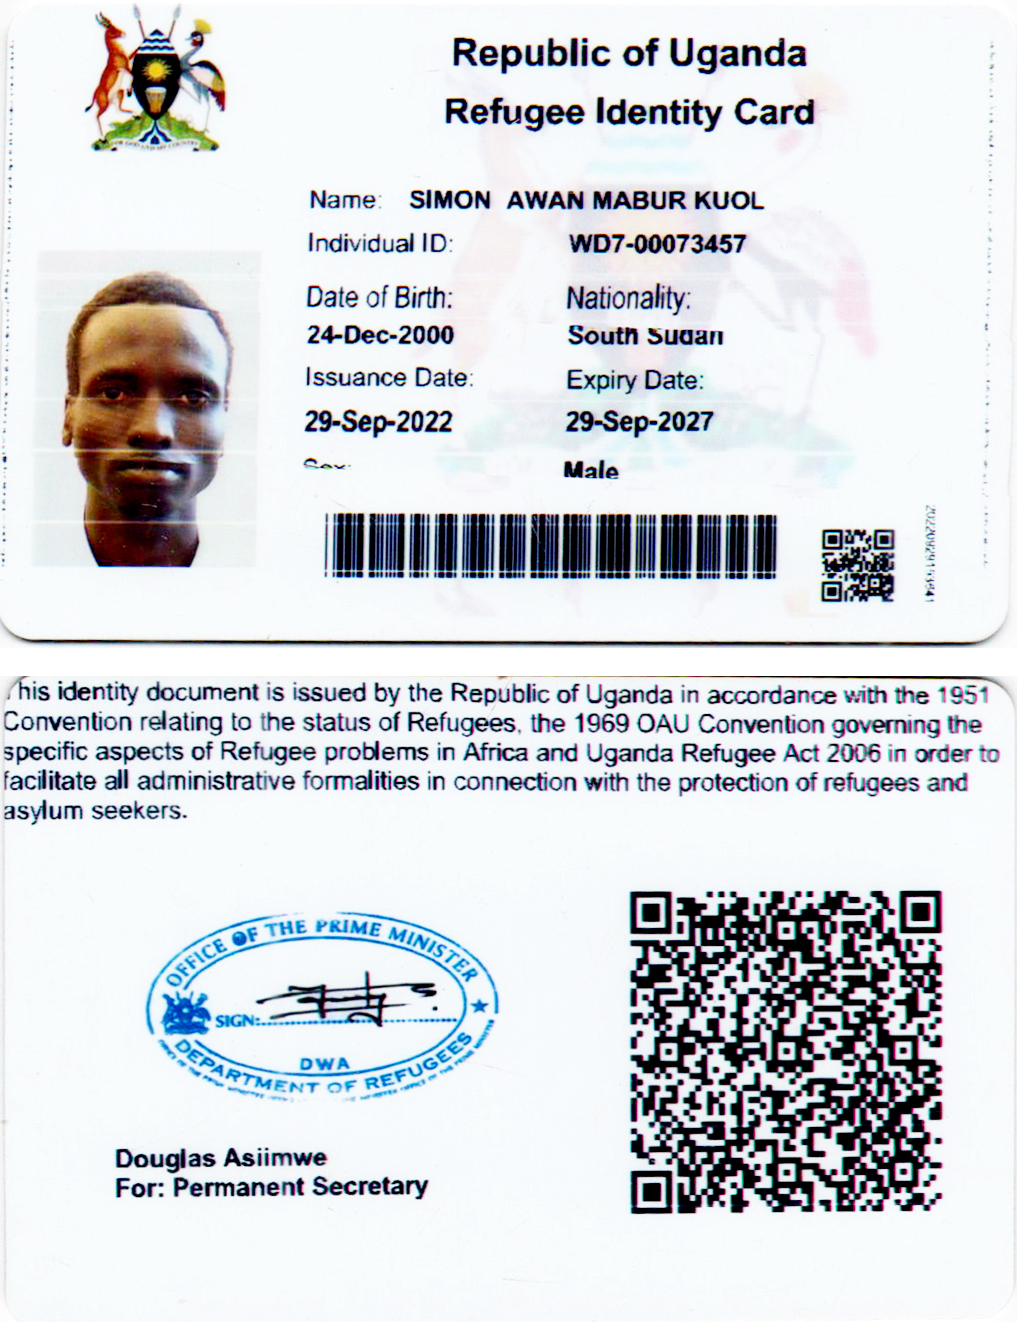 Republic of Uganda
Refugee Identity Card
FOR GOD AND MY COUNTRY
Name: SIMON AWAN MABUR KUOL
Individual ID: WD7-00073457
Date of Birth: Nationality:
24-Dec-2000 South Sudan
Issuance Date: Expiry Date:
29-Sep-2022 29-Sep-2027
Sex: Male
This identity document is issued by the Republic of Uganda in accordance with the 1951
Convention relating to the status of Refugees, the 1969 OAU Convention governing the
specific aspects of Refugee problems in Africa and Uganda Refugee Act 2006 in order to
facilitate all administrative formalities in connection with the protection of refugees and
asylum seekers.
OFFICE OF THE PRIME MINISTER
SIGN:
DWA
DEPARTMENT OF REFUGEES
Douglas Asiimwe
For: Permanent Secretary